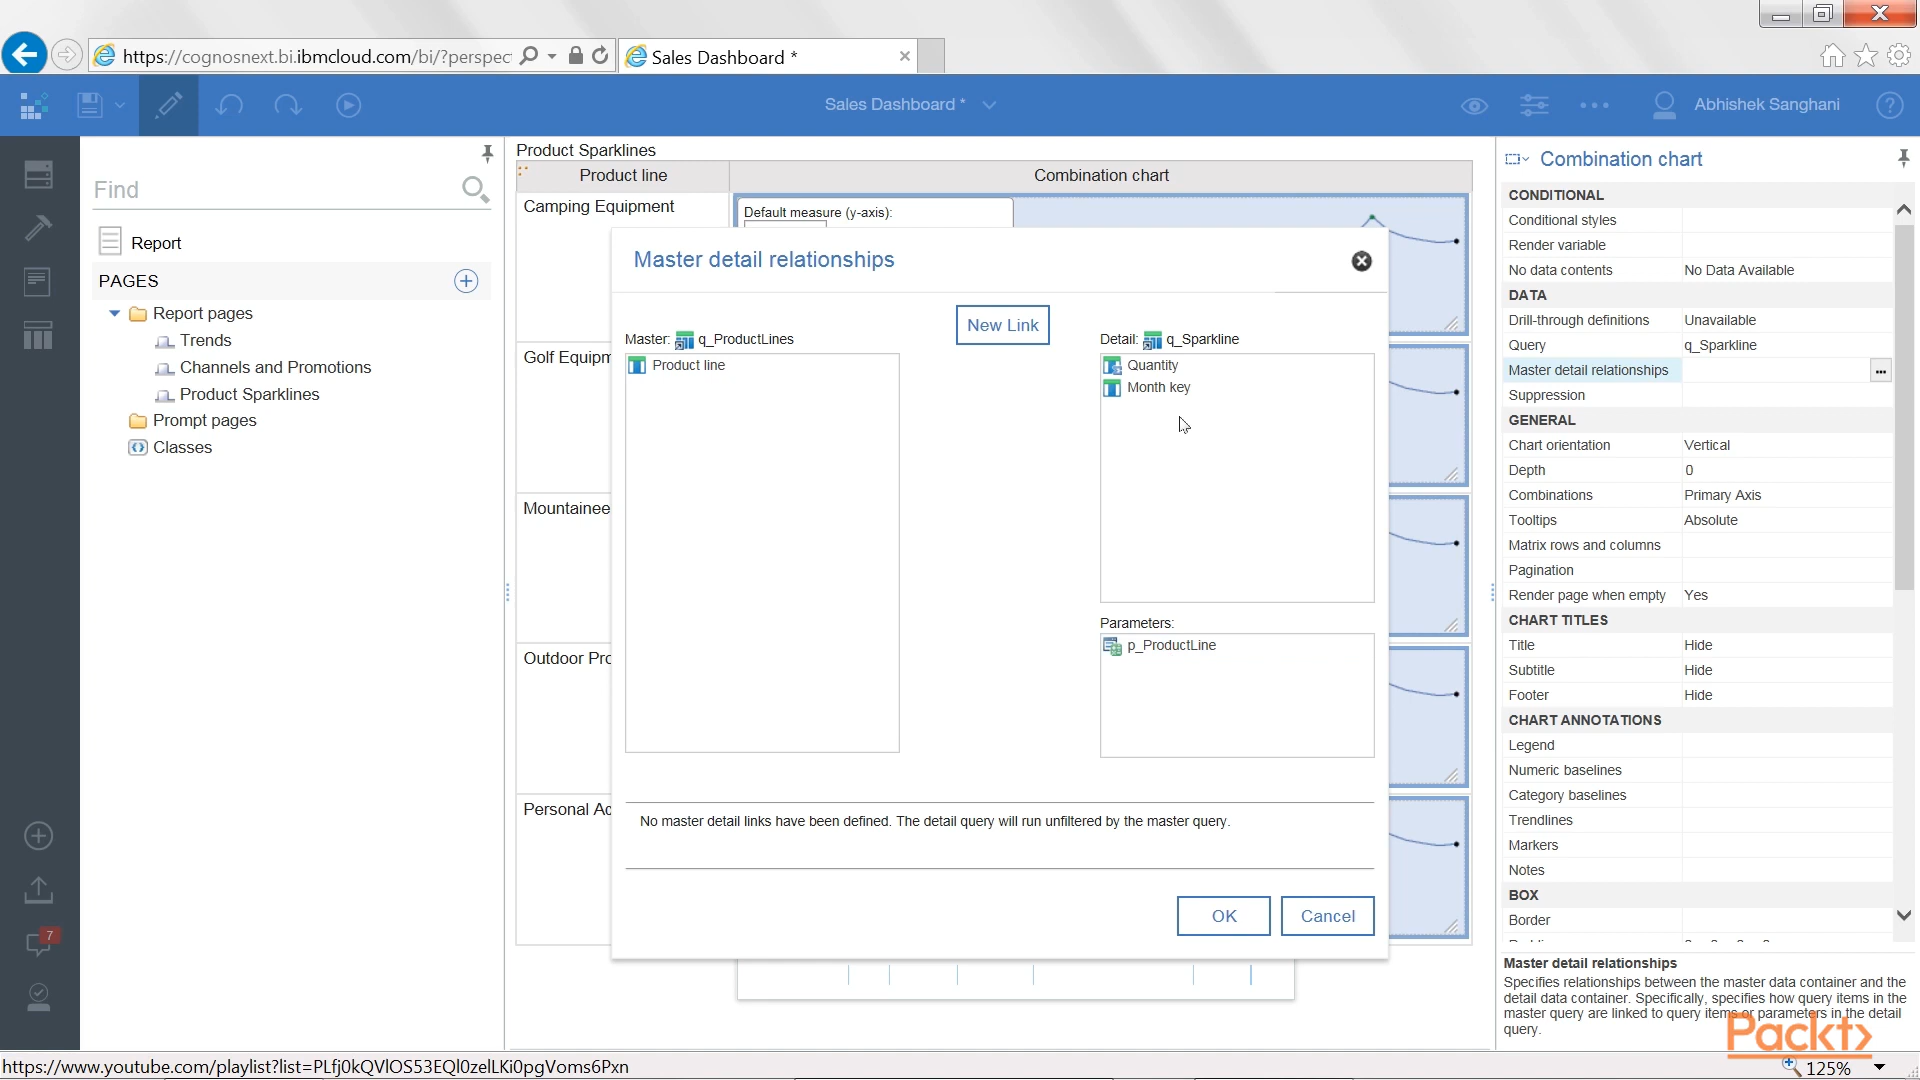 https://cognosnext.bi.ibmcloud.com/bi/?perspec
Sales Dashboard *
Sales Dashboard *
Abhishek Sanghani
?
Find
Report
PAGES
Report pages
Trends
Channels and Promotions
Product Sparklines
Prompt pages
Classes
7
Product Sparklines
Product line
Combination chart
Camping Equipment
Default measure (y-axis):
Golf Equipm
Mountainee
Outdoor Pro
Personal Ac
Master detail relationships
New Link
Master: q_ProductLines
Product line
Detail: q_Sparkline
Quantity
Month key
Parameters:
p_ProductLine
No master detail links have been defined. The detail query will run unfiltered by the master query.
OK
Cancel
Combination chart
CONDITIONAL
Conditional styles
Render variable
No data contents No Data Available
DATA
Drill-through definitions Unavailable
Query q_Sparkline
Master detail relationships ...
Suppression
GENERAL
Chart orientation Vertical
Depth 0
Combinations Primary Axis
Tooltips Absolute
Matrix rows and columns
Pagination
Render page when empty Yes
CHART TITLES
Title Hide
Subtitle Hide
Footer Hide
CHART ANNOTATIONS
Legend
Numeric baselines
Category baselines
Trendlines
Markers
Notes
BOX
Border
Master detail relationships
Specifies relationships between the master data container and the
detail data container. Specifically, specifies how query items in the
master query are linked to query items or parameters in the detail
query.
Packt>
https://www.youtube.com/playlist?list=PLfj0kQVlOS53EQl0zelLKi0pgVoms6Pxn
125%